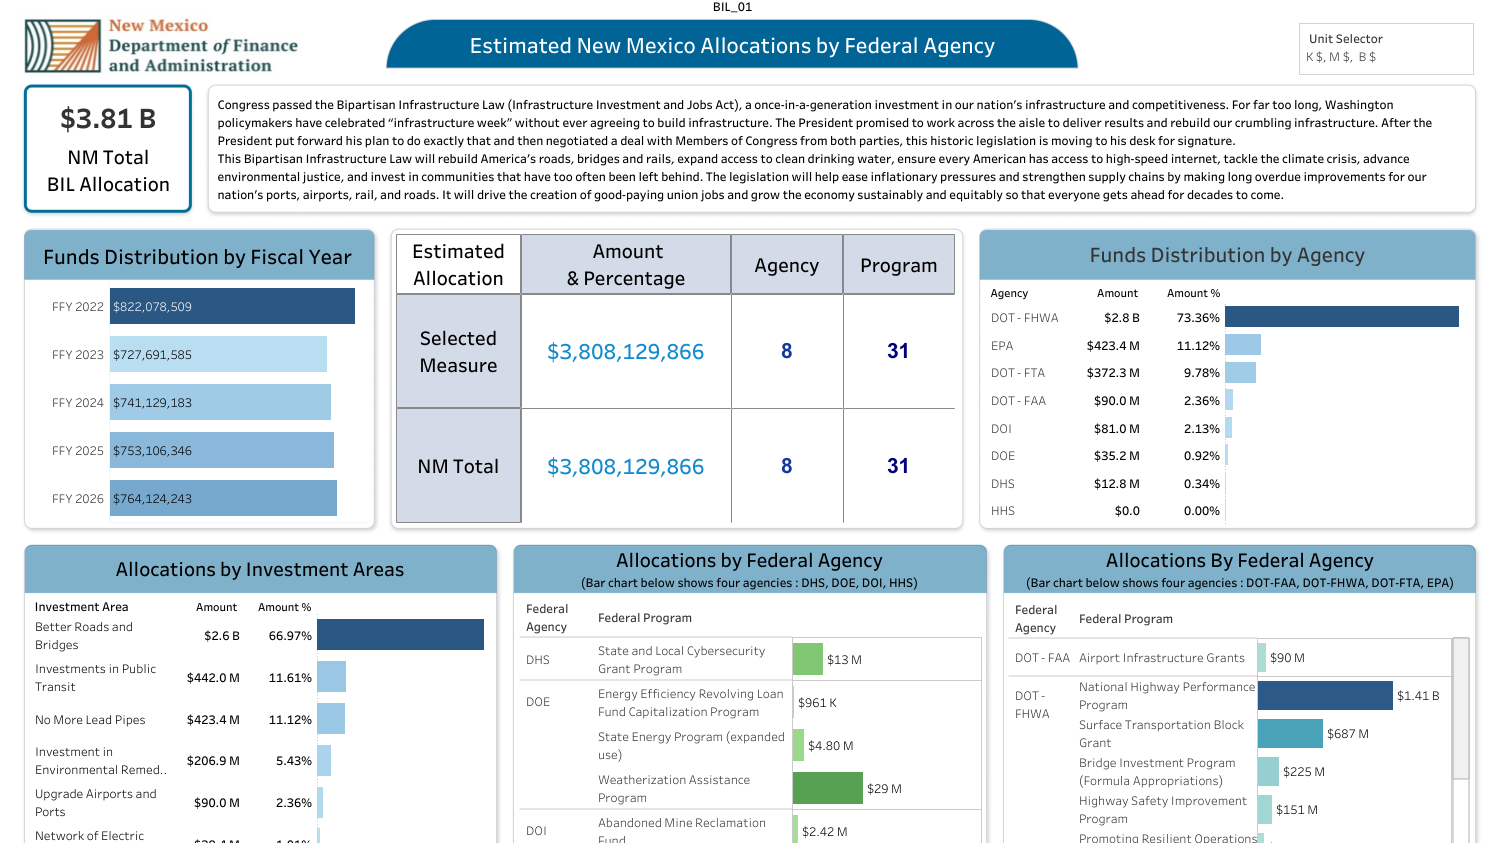 BIL_01
New Mexico
Department of Finance
and Administration
Estimated New Mexico Allocations by Federal Agency
Unit Selector
K $, M $, B $
$3.81 B
NM Total
BIL Allocation
Congress passed the Bipartisan Infrastructure Law (Infrastructure Investment and Jobs Act), a once-in-a-generation investment in our nation's infrastructure and competitiveness. For far too long, Washington
policymakers have celebrated “infrastructure week” without ever agreeing to build infrastructure. The President promised to work across the aisle to deliver results and rebuild our crumbling infrastructure. After the
President put forward his plan to do exactly that and then negotiated a deal with Members of Congress from both parties, this historic legislation is moving to his desk for signature.
This Bipartisan Infrastructure Law will rebuild America's roads, bridges and rails, expand access to clean drinking water, ensure every American has access to high-speed internet, tackle the climate crisis, advance
environmental justice, and invest in communities that have too often been left behind. The legislation will help ease inflationary pressures and strengthen supply chains by making long overdue improvements for our
nation's ports, airports, rail, and roads. It will drive the creation of good-paying union jobs and grow the economy sustainably and equitably so that everyone gets ahead for decades to come.
Funds Distribution by Fiscal Year
FFY 2022 $822,078,509
FFY 2023 $727,691,585
FFY 2024 $741,129,183
FFY 2025 $753,106,346
FFY 2026 $764,124,243
Estimated Allocation Amount & Percentage Agency Program
Selected Measure $3,808,129,866 8 31
NM Total $3,808,129,866 8 31
Funds Distribution by Agency
Agency Amount Amount %
DOT - FHWA $2.8 B 73.36%
EPA $423.4 M 11.12%
DOT - FTA $372.3 M 9.78%
DOT - FAA $90.0 M 2.36%
DOI $81.0 M 2.13%
DOE $35.2 M 0.92%
DHS $12.8 M 0.34%
HHS $0.0 0.00%
Allocations by Investment Areas
Investment Area Amount Amount %
Better Roads and Bridges $2.6 B 66.97%
Investments in Public Transit $442.0 M 11.61%
No More Lead Pipes $423.4 M 11.12%
Investment in Environmental Remed.. $206.9 M 5.43%
Upgrade Airports and Ports $90.0 M 2.36%
Network of Electric
Allocations by Federal Agency
(Bar chart below shows four agencies : DHS, DOE, DOI, HHS)
Federal Agency Federal Program
DHS State and Local Cybersecurity Grant Program $13 M
DOE Energy Efficiency Revolving Loan Fund Capitalization Program $961 K
State Energy Program (expanded use) $4.80 M
Weatherization Assistance Program $29 M
DOI Abandoned Mine Reclamation Fund $2.42 M
Allocations By Federal Agency
(Bar chart below shows four agencies : DOT-FAA, DOT-FHWA, DOT-FTA, EPA)
Federal Agency Federal Program
DOT - FAA Airport Infrastructure Grants $90 M
DOT - FHWA National Highway Performance Program $1.41 B
Surface Transportation Block Grant $687 M
Bridge Investment Program (Formula Appropriations) $225 M
Highway Safety Improvement Program $151 M
Promoting Resilient Operations